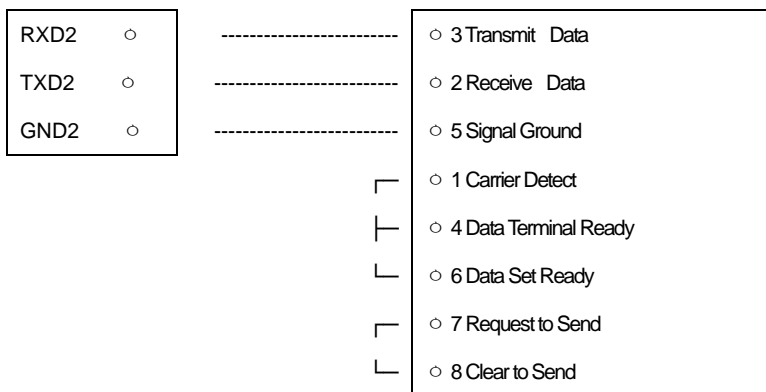 RXD2 3 Transmit Data
TXD2 2 Receive Data
GND2 5 Signal Ground
1 Carrier Detect
4 Data Terminal Ready
6 Data Set Ready
7 Request to Send
8 Clear to Send